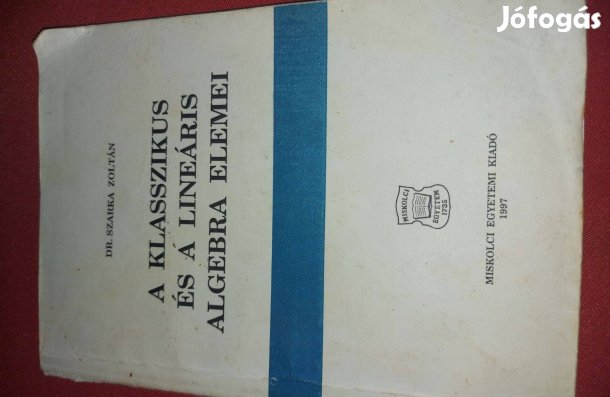 Jófogás
DR. SZARKA ZOLTÁN
A KLASSZIKUS
ÉS A LINEÁRIS
ALGEBRA ELEMEI
MISKOLCI
EGYETEM
1735
MISKOLCI EGYETEMI KIADÓ
1997